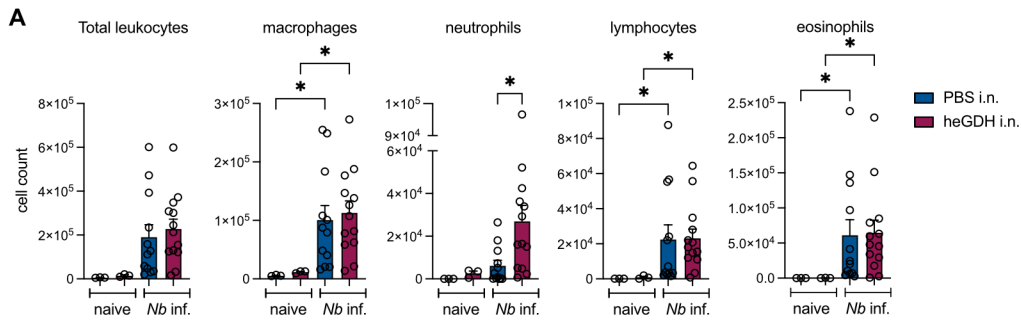 A
Total leukocytes
macrophages
neutrophils
lymphocytes
eosinophils
PBS i.n.
heGDH i.n.
cell count
8×10⁵
6×10⁵
4×10⁵
2×10⁵
0
naive
Nb inf.
*
*
3×10⁵
2×10⁵
1×10⁵
0
naive
Nb inf.
*
1×10⁵
9×10⁴
6×10⁴
4×10⁴
2×10⁴
0
naive
Nb inf.
*
*
1×10⁵
8×10⁴
6×10⁴
4×10⁴
2×10⁴
0
naive
Nb inf.
*
*
2.5×10⁵
2.0×10⁵
1.5×10⁵
1.0×10⁵
5.0×10⁴
0.0
naive
Nb inf.